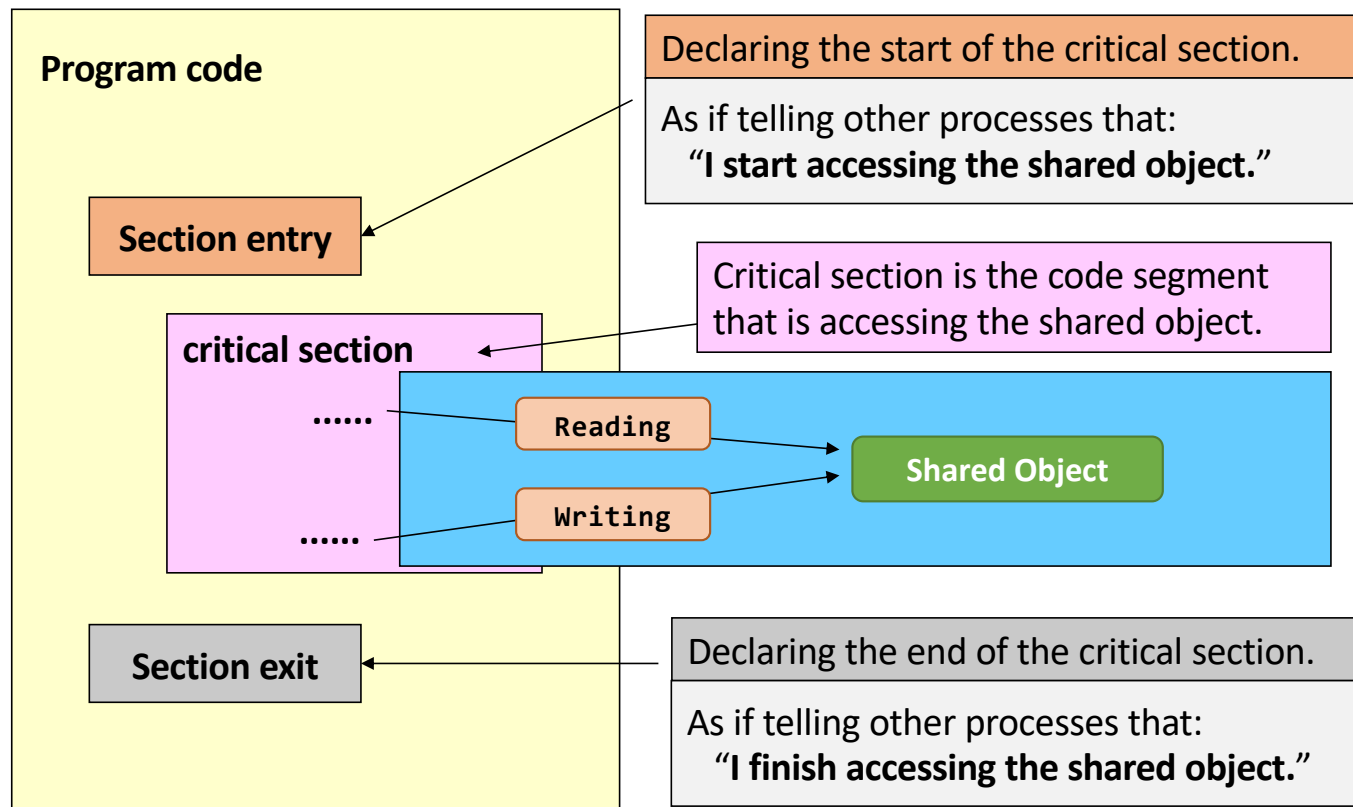 Program code
Declaring the start of the critical section.
As if telling other processes that:
“I start accessing the shared object.”
Section entry
Critical section is the code segment
that is accessing the shared object.
critical section
......
Reading
Shared Object
......
Writing
Section exit
Declaring the end of the critical section.
As if telling other processes that:
“I finish accessing the shared object.”